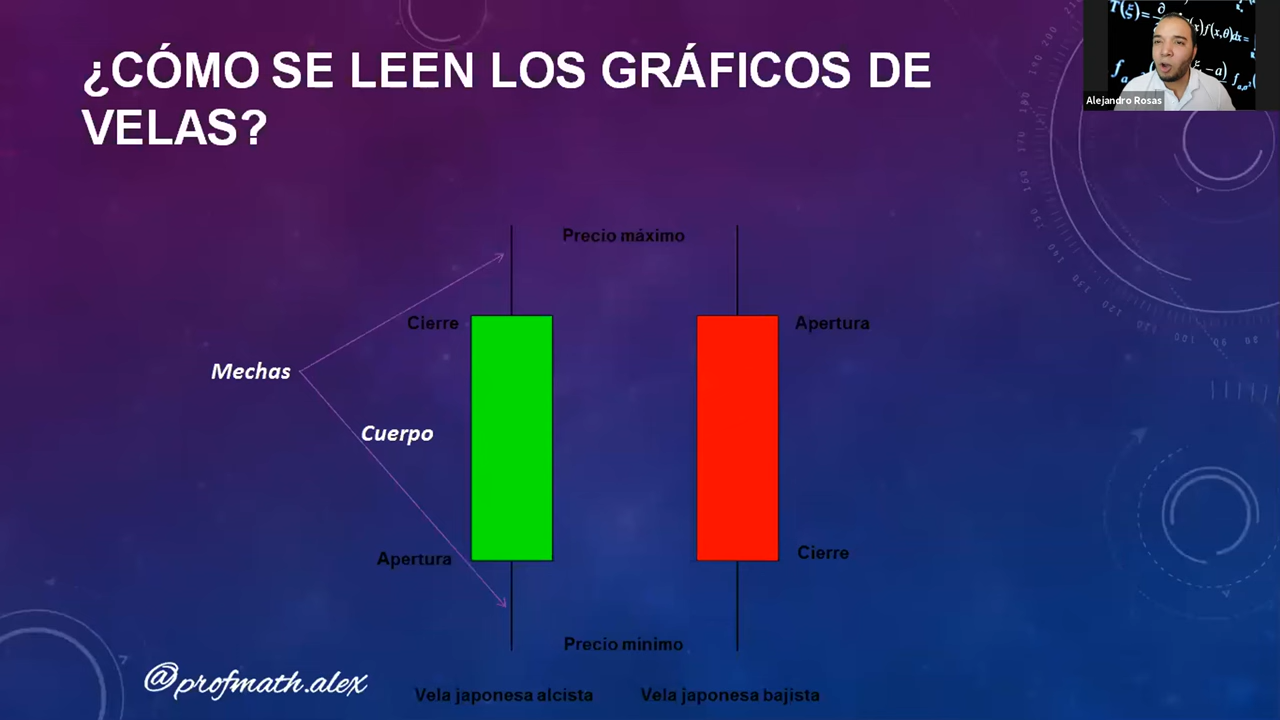 ¿CÓMO SE LEEN LOS GRÁFICOS DE
VELAS?
Alejandro Rosas
Precio máximo
Cierre
Apertura
Mechas
Cuerpo
Apertura
Cierre
Precio minimo
@profmath.alex
Vela japonesa alcista
Vela japonesa bajista